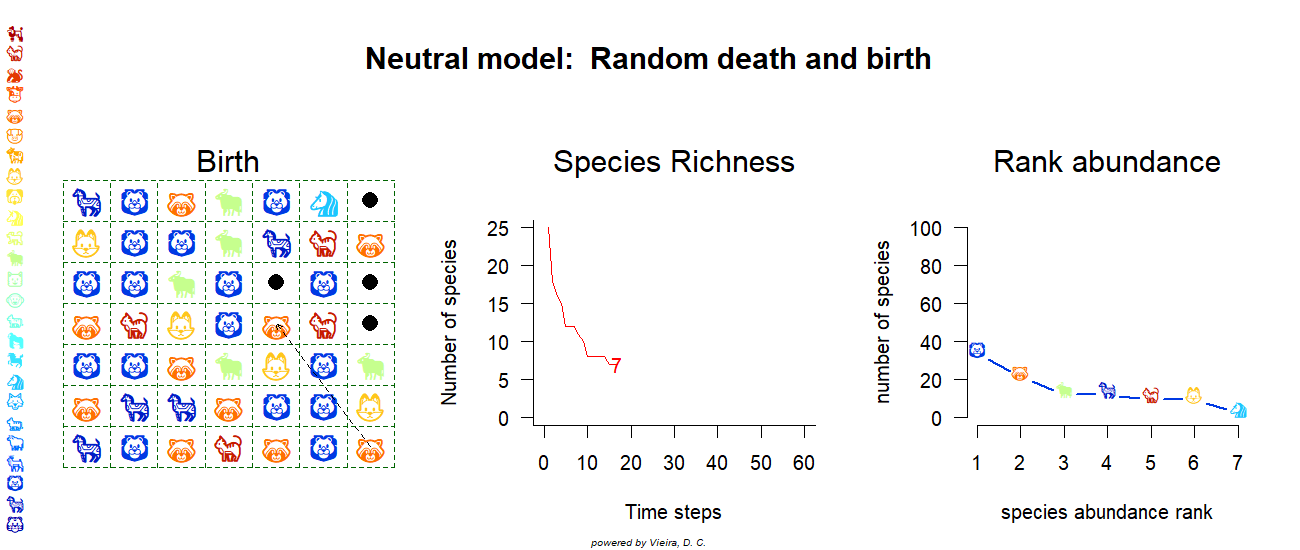 Neutral model:  Random death and birth
Birth
Species Richness
Rank abundance
Number of species
25
20
15
10
5
0
7
0 10 20 30 40 50 60
Time steps
number of species
100
80
60
40
20
0
1 2 3 4 5 6 7
species abundance rank
powered by Vieira, D. C.